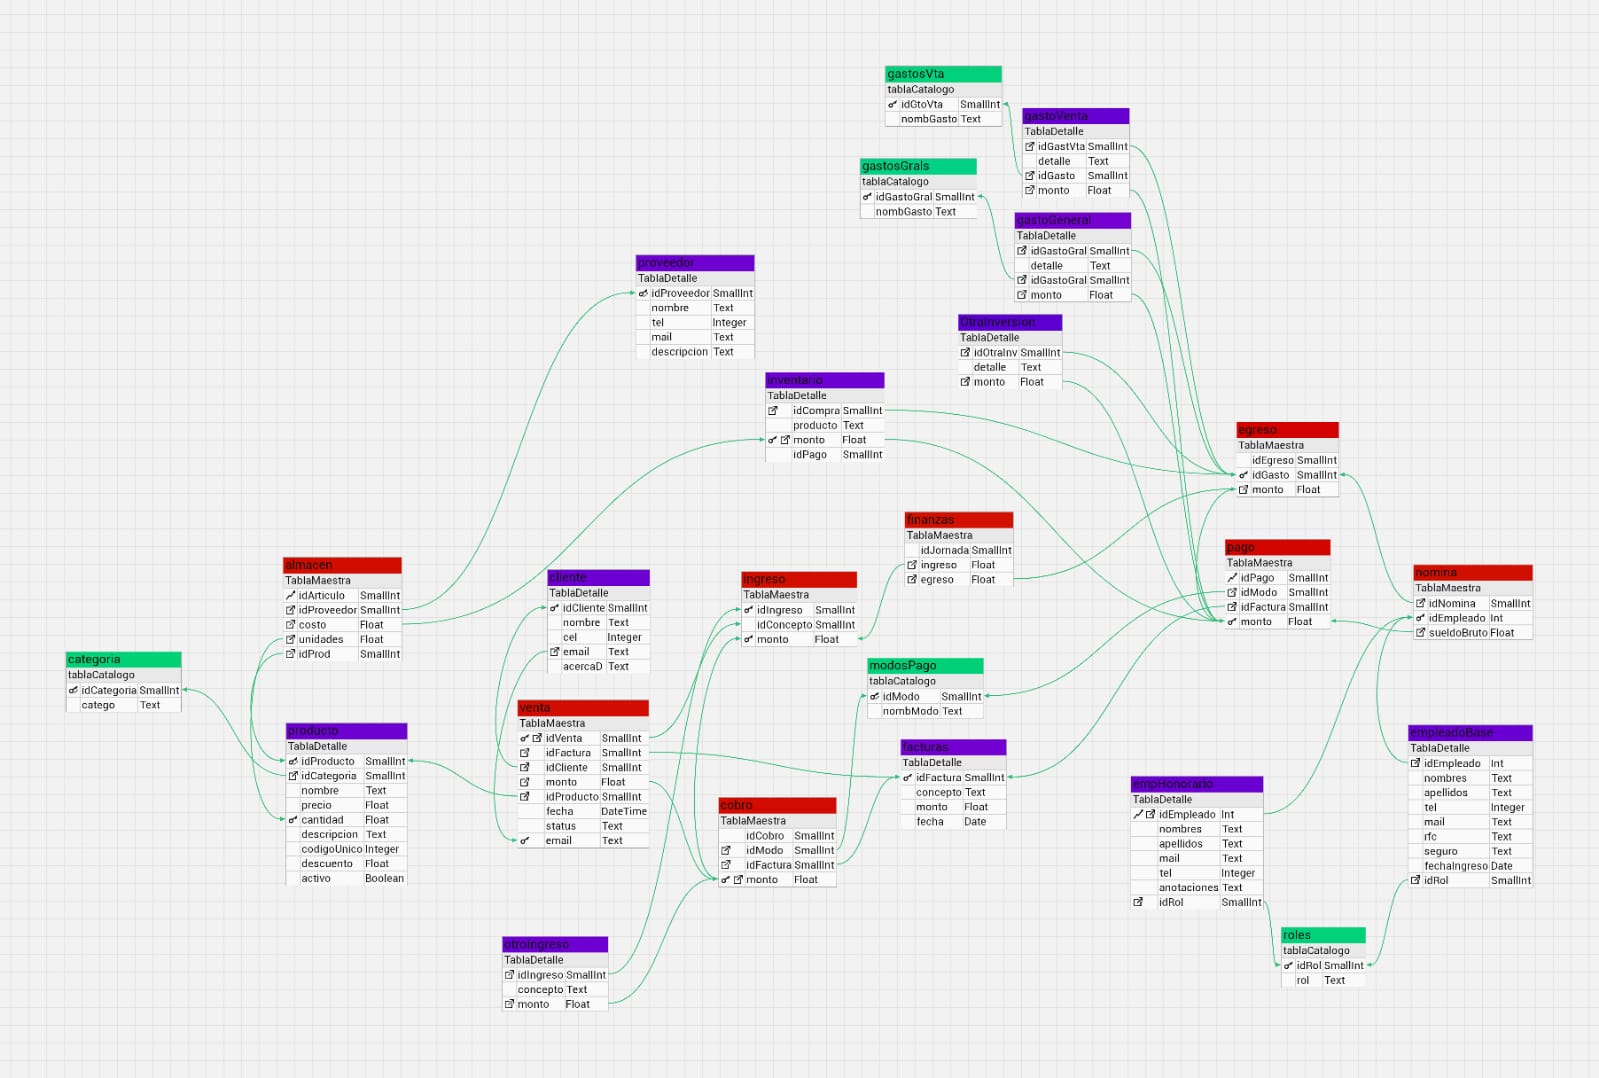 gastosVta
tablaCatalogo
idGtoVta SmallInt
nombGasto Text
gastoVenta
TablaDetalle
idGastVta SmallInt
detalle Text
idGasto SmallInt
monto Float
gastosGrals
tablaCatalogo
idGastoGral SmallInt
nombGasto Text
gastoGeneral
TablaDetalle
idGastoGral SmallInt
detalle Text
idGastoGral SmallInt
monto Float
proveedor
TablaDetalle
idProveedor SmallInt
nombre Text
tel Integer
mail Text
descripcion Text
OtraInversion
TablaDetalle
idOtraInv SmallInt
detalle Text
monto Float
inventario
TablaDetalle
idCompra SmallInt
producto Text
monto Float
idPago SmallInt
egreso
TablaMaestra
idEgreso SmallInt
idGasto SmallInt
monto Float
finanzas
TablaMaestra
idJornada SmallInt
ingreso Float
egreso Float
pago
TablaMaestra
idPago SmallInt
idModo SmallInt
idFactura SmallInt
monto Float
nomina
TablaMaestra
idNomina SmallInt
idEmpleado Int
sueldoBruto Float
almacen
TablaMaestra
idArticulo SmallInt
idProveedor SmallInt
costo Float
unidades Float
idProd SmallInt
cliente
TablaDetalle
idCliente SmallInt
nombre Text
cel Integer
email Text
acercaD Text
ingreso
TablaMaestra
idIngreso SmallInt
idConcepto SmallInt
monto Float
categoria
tablaCatalogo
idCategoria SmallInt
catego Text
modosPago
tablaCatalogo
idModo SmallInt
nombModo Text
venta
TablaMaestra
idVenta SmallInt
idFactura SmallInt
idCliente SmallInt
monto Float
idProducto SmallInt
fecha DateTime
status Text
email Text
producto
TablaDetalle
idProducto SmallInt
idCategoria SmallInt
nombre Text
precio Float
cantidad Float
descripcion Text
codigoUnico Integer
descuento Float
activo Boolean
facturas
TablaDetalle
idFactura SmallInt
concepto Text
monto Float
fecha Date
cobro
TablaMaestra
idCobro SmallInt
idModo SmallInt
idFactura SmallInt
monto Float
empHonorario
TablaDetalle
idEmpleado Int
nombres Text
apellidos Text
mail Text
tel Integer
anotaciones Text
idRol SmallInt
empleadoBase
TablaDetalle
idEmpleado Int
nombres Text
apellidos Text
tel Integer
mail Text
rfc Text
seguro Text
fechaIngreso Date
idRol SmallInt
roles
tablaCatalogo
idRol SmallInt
rol Text
otroIngreso
TablaDetalle
idIngreso SmallInt
concepto Text
monto Float